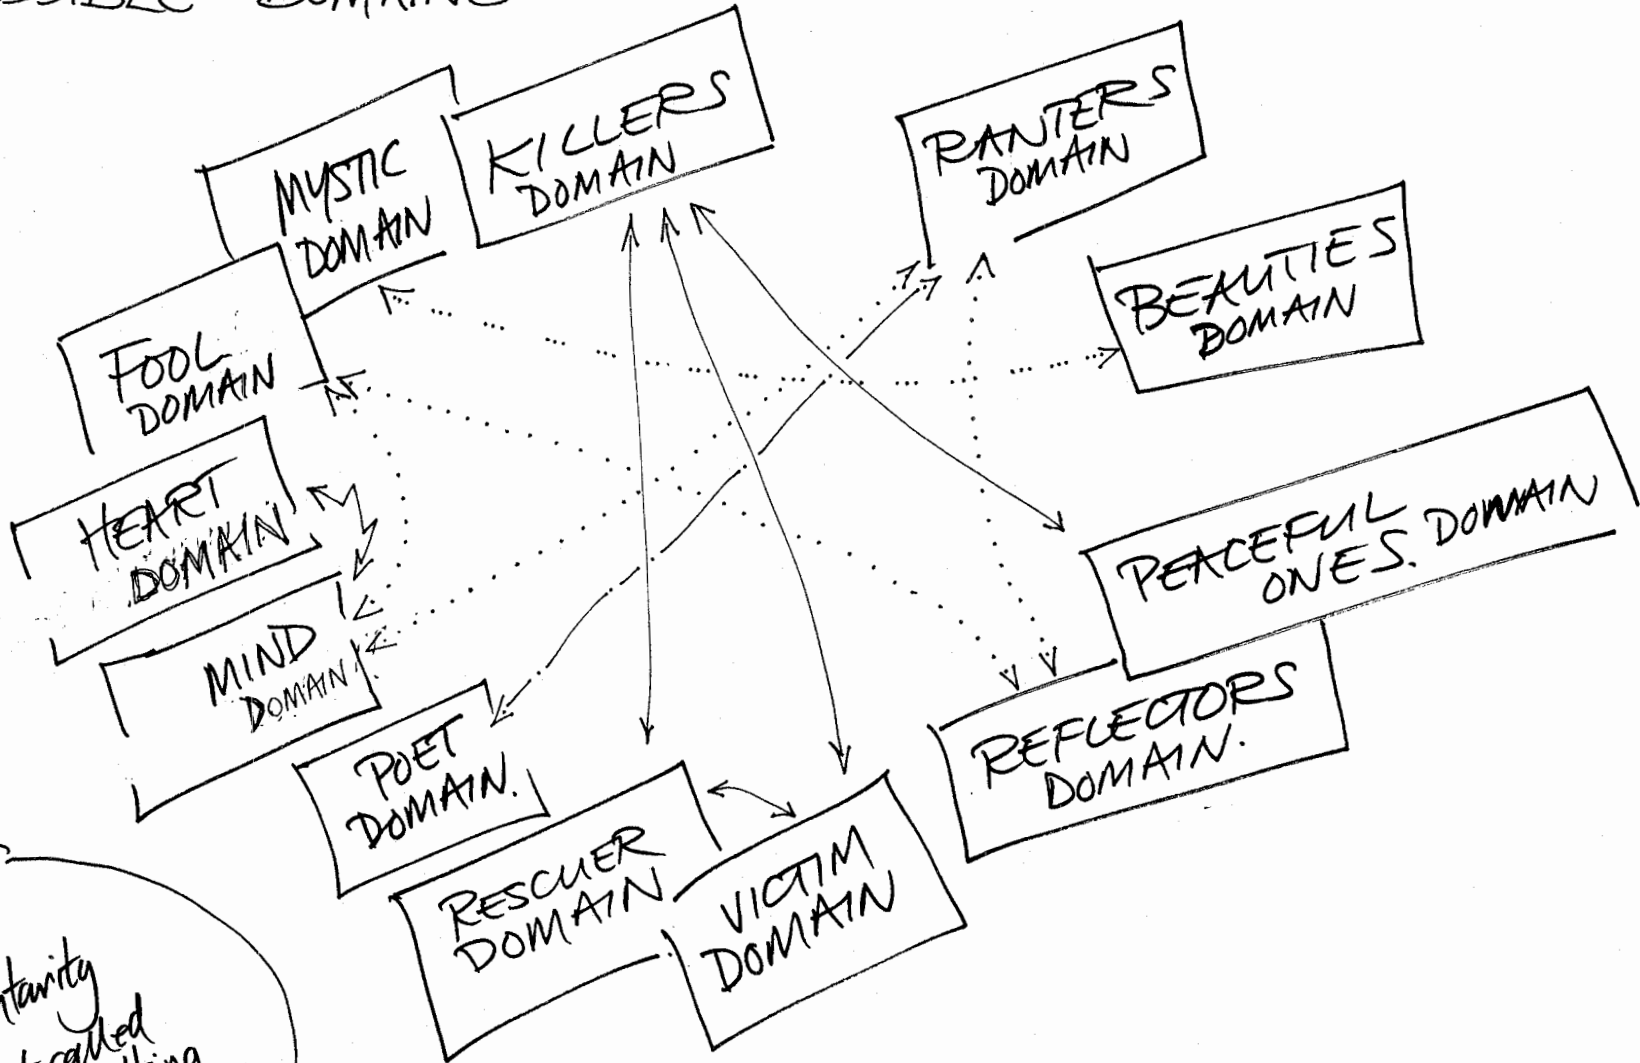 DOMAINS
KILLERS
DOMAIN
RANTERS
DOMAIN
MYSTIC
DOMAIN
BEAUTIES
DOMAIN
FOOL
DOMAIN
HEART
DOMAIN
PEACEFUL
ONES. DOMAIN
MIND
DOMAIN
REFLECTORS
DOMAIN.
POET
DOMAIN.
RESCUER
DOMAIN
VICTIM
DOMAIN